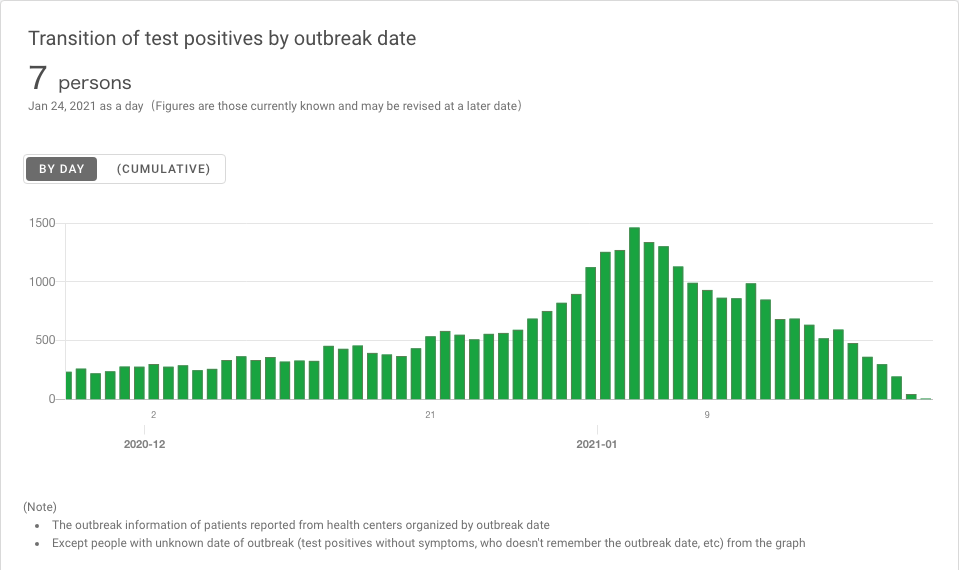 Transition of test positives by outbreak date
7 persons
Jan 24, 2021 as a day（Figures are those currently known and may be revised at a later date）
BY DAY (CUMULATIVE)
1500
1000
500
0
2 21 9
2020-12 2021-01
(Note)
• The outbreak information of patients reported from health centers organized by outbreak date
• Except people with unknown date of outbreak (test positives without symptoms, who doesn't remember the outbreak date, etc) from the graph